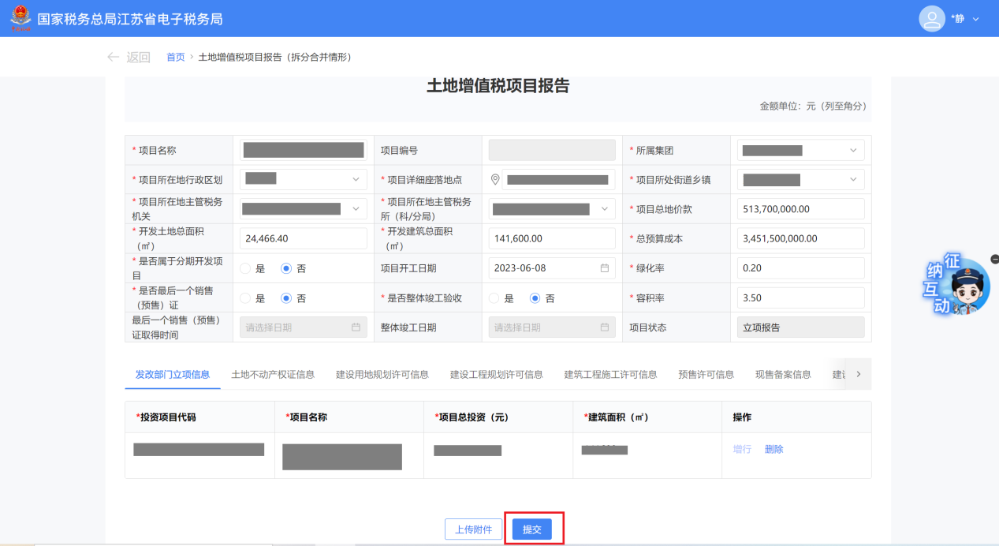 国家税务总局江苏省电子税务局
*静
返回 首页 > 土地增值税项目报告（拆分合并情形）
土地增值税项目报告
金额单位：元（列至角分）
* 项目名称 项目编号 * 所属集团
* 项目所在地行政区划 * 项目详细座落地点 * 项目所处街道乡镇
* 项目所在地主管税务机关 * 项目所在地主管税务所（科/分局） * 项目总地价款 513,700,000.00
* 开发土地总面积（㎡） 24,466.40 * 开发建筑总面积（㎡） 141,600.00 * 总预算成本 3,451,500,000.00
* 是否属于分期开发项目 是 否 项目开工日期 2023-06-08 * 绿化率 0.20
* 是否最后一个销售（预售）证 是 否 * 是否整体竣工验收 是 否 * 容积率 3.50
最后一个销售（预售）证取得时间 请选择日期 整体竣工日期 请选择日期 项目状态 立项报告
发改部门立项信息 土地不动产权证信息 建设用地规划许可信息 建设工程规划许可信息 建筑工程施工许可信息 预售许可信息 现售备案信息
*投资项目代码 *项目名称 *项目总投资（元） *建筑面积（㎡） 操作
增行 删除
上传附件 提交
征纳互动